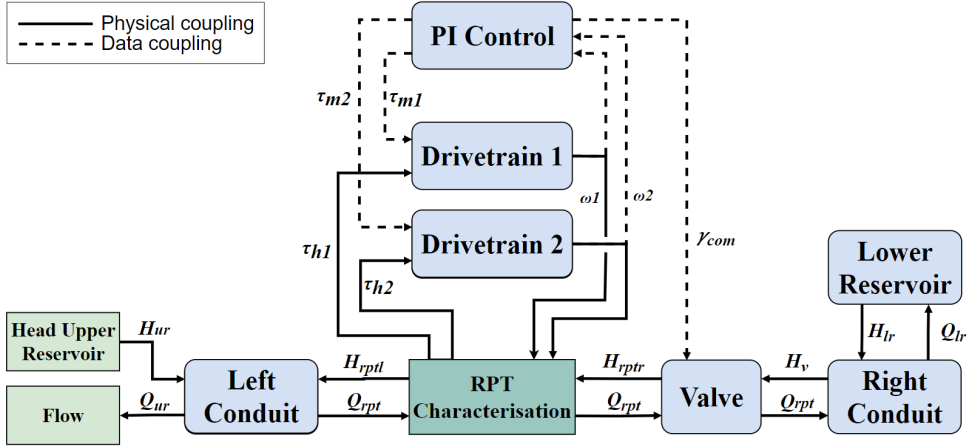 Physical coupling
Data coupling
PI Control
τm2
τm1
Drivetrain 1
ω1
ω2
Drivetrain 2
τh1
τh2
γcom
Lower
Reservoir
Head Upper
Reservoir
Hur
Hlr
Qlr
Left
Conduit
Hrptl
RPT
Characterisation
Hrptr
Valve
Hv
Right
Conduit
Flow
Qur
Qrpt
Qrpt
Qrpt